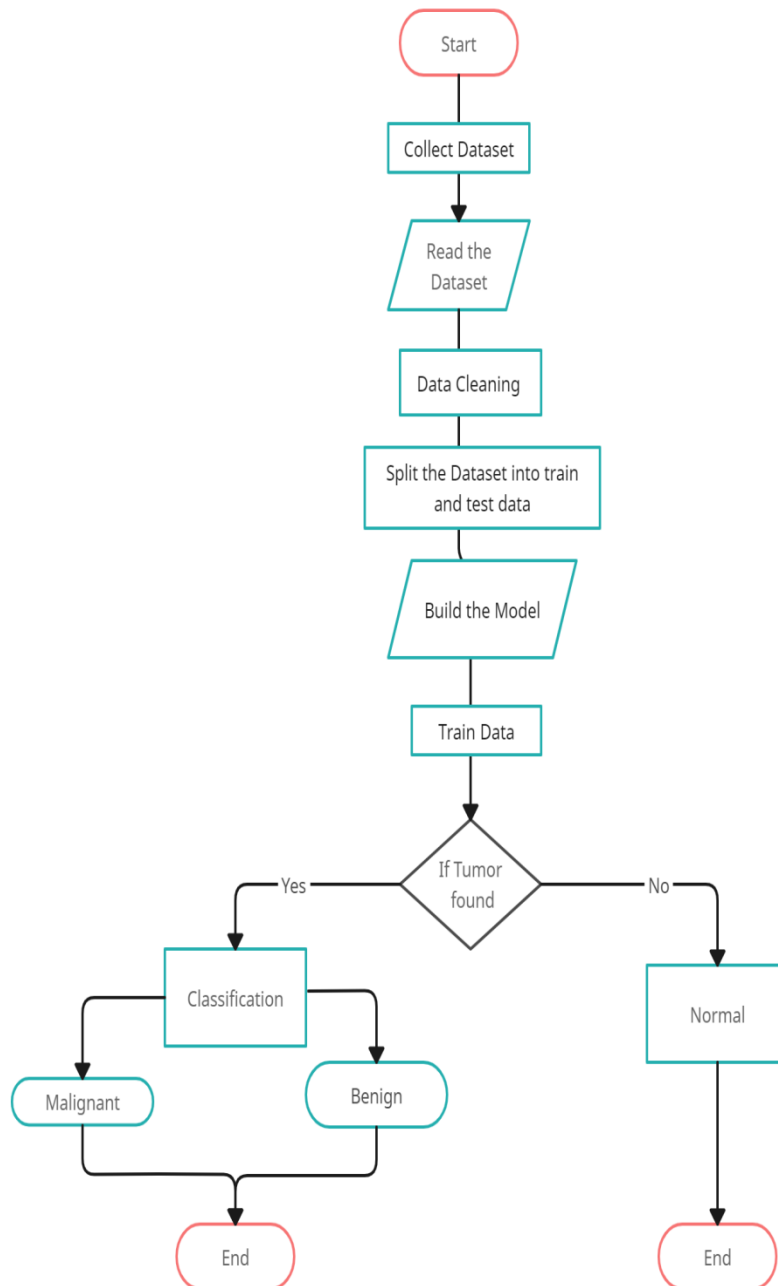 Start
Collect Dataset
Read the
Dataset
Data Cleaning
Split the Dataset into train
and test data
Build the Model
Train Data
If Tumor
found
Yes
No
Classification
Normal
Malignant
Benign
End
End